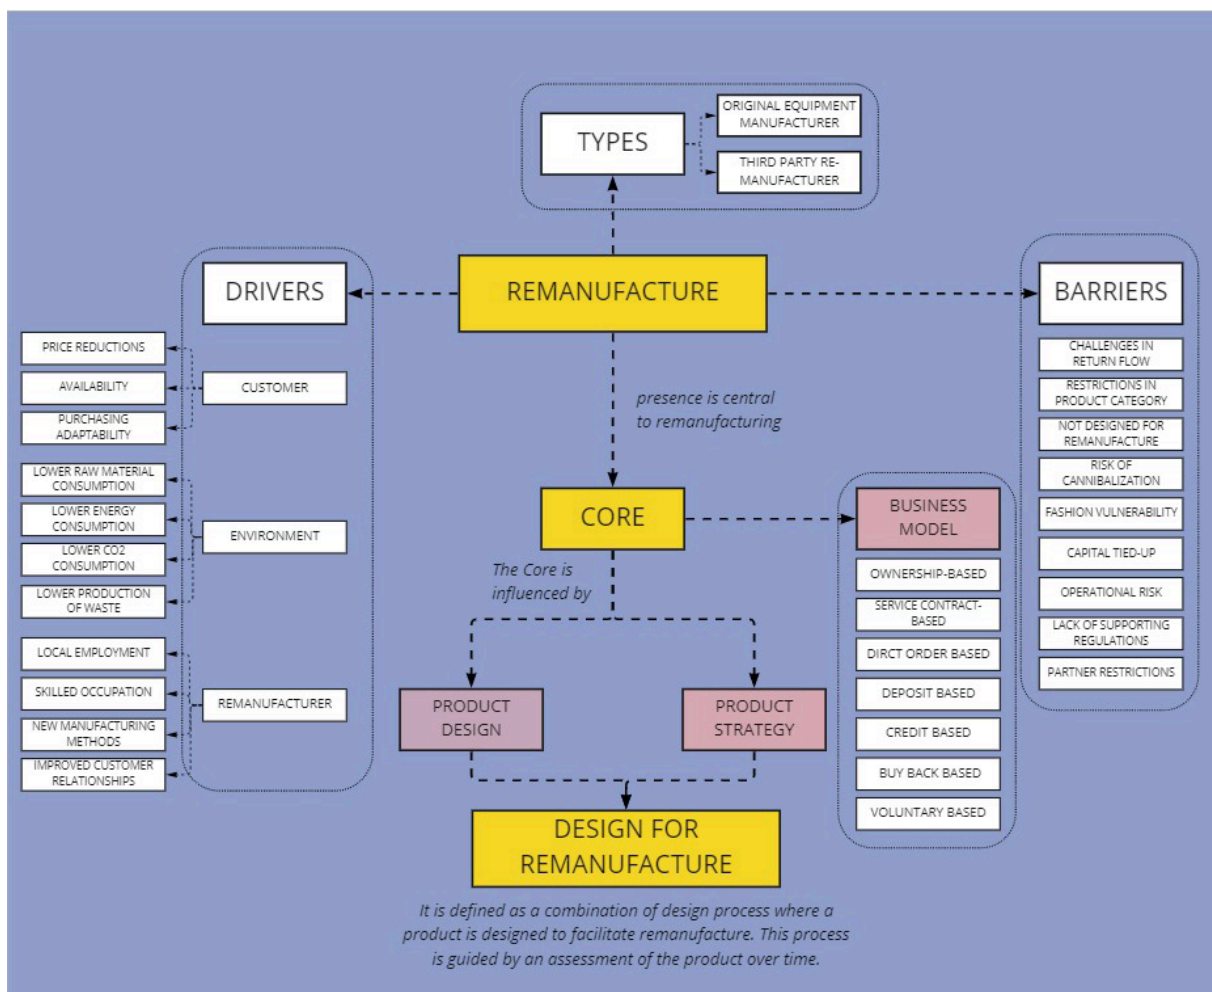 TYPES
ORIGINAL EQUIPMENT
MANUFACTURER
THIRD PARTY RE-
MANUFACTURER
REMANUFACTURE
DRIVERS
PRICE REDUCTIONS
AVAILABILITY
PURCHASING
ADAPTABILITY
CUSTOMER
LOWER RAW MATERIAL
CONSUMPTION
LOWER ENERGY
CONSUMPTION
LOWER CO2
CONSUMPTION
LOWER PRODUCTION
OF WASTE
ENVIRONMENT
LOCAL EMPLOYMENT
SKILLED OCCUPATION
NEW MANUFACTURING
METHODS
IMPROVED CUSTOMER
RELATIONSHIPS
REMANUFACTURER
presence is central
to remanufacturing
CORE
The Core is
influenced by
PRODUCT
DESIGN
PRODUCT
STRATEGY
DESIGN FOR
REMANUFACTURE
It is defined as a combination of design process where a
product is designed to facilitate remanufacture. This process
is guided by an assessment of the product over time.
BUSINESS
MODEL
OWNERSHIP-BASED
SERVICE CONTRACT-
BASED
DIRCT ORDER BASED
DEPOSIT BASED
CREDIT BASED
BUY BACK BASED
VOLUNTARY BASED
BARRIERS
CHALLENGES IN
RETURN FLOW
RESTRICTIONS IN
PRODUCT CATEGORY
NOT DESIGNED FOR
REMANUFACTURE
RISK OF
CANNIBALIZATION
FASHION VULNERABILITY
CAPITAL TIED-UP
OPERATIONAL RISK
LACK OF SUPPORTING
REGULATIONS
PARTNER RESTRICTIONS